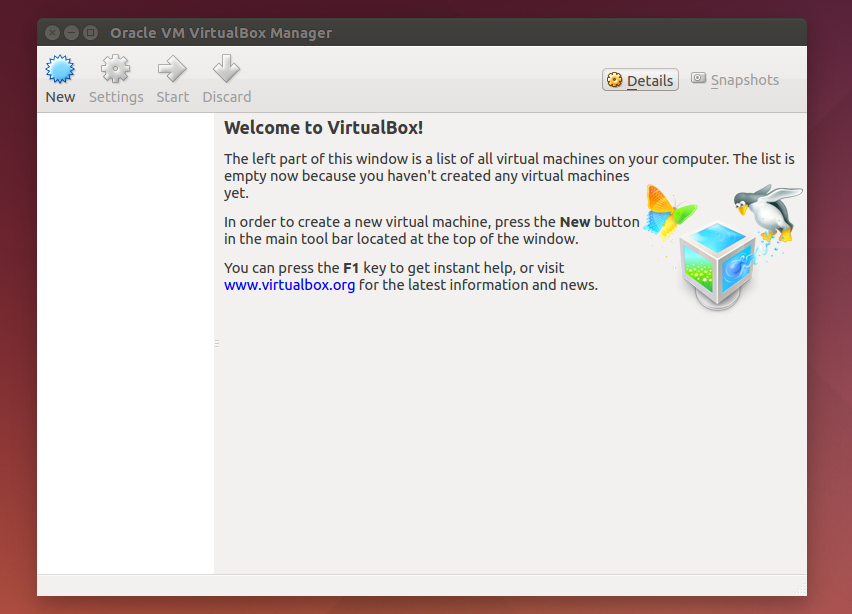 Oracle VM VirtualBox Manager
New
Settings
Start
Discard
Details
Snapshots
Welcome to VirtualBox!
The left part of this window is a list of all virtual machines on your computer. The list is
empty now because you haven't created any virtual machines
yet.
In order to create a new virtual machine, press the New button
in the main tool bar located at the top of the window.
You can press the F1 key to get instant help, or visit
www.virtualbox.org for the latest information and news.